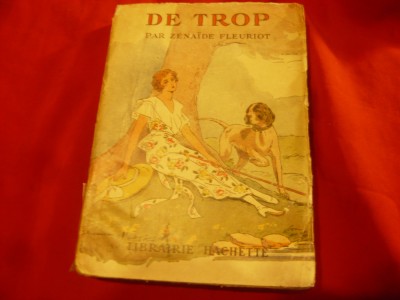 DE TROP
PAR ZENAÏDE FLEURIOT
LIBRAIRIE HACHETTE